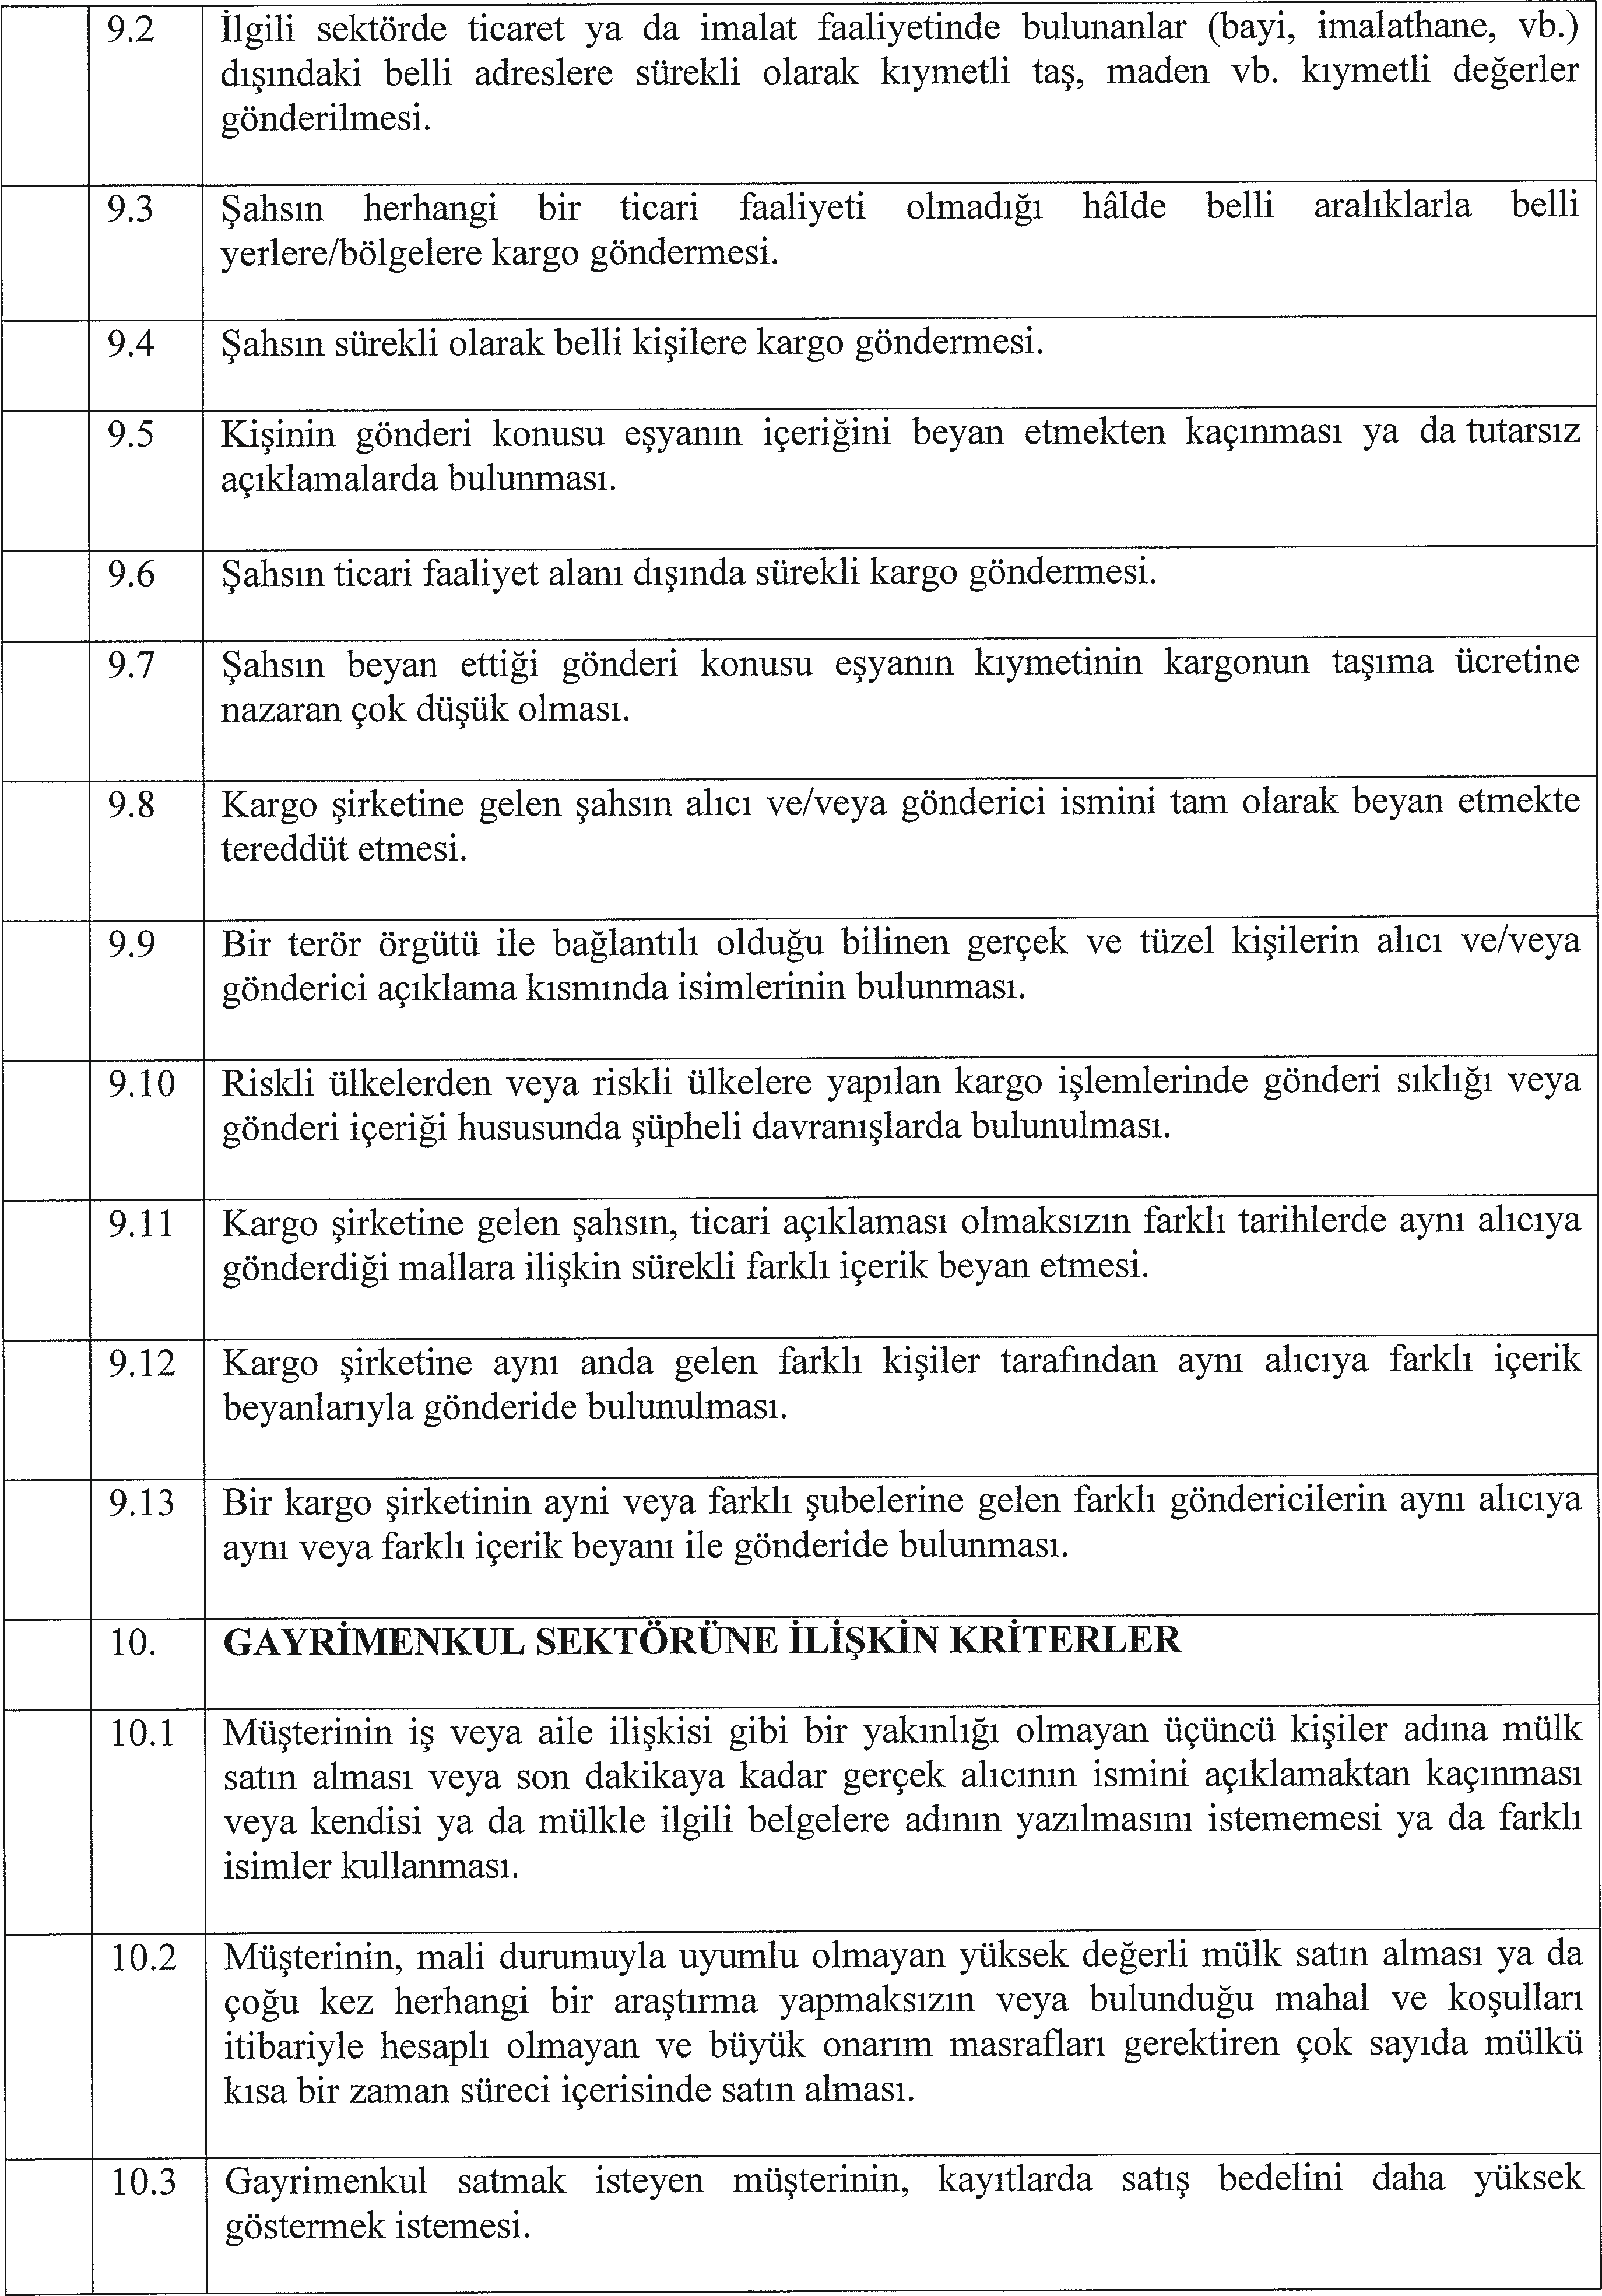 9.2 İlgili sektörde ticaret ya da imalat faaliyetinde bulunanlar (bayi, imalathane, vb.)
dışındaki belli adreslere sürekli olarak kıymetli taş, maden vb. kıymetli değerler
gönderilmesi.
9.3 Şahsın herhangi bir ticari faaliyeti olmadığı hâlde belli aralıklarla belli
yerlere/bölgelere kargo göndermesi.
9.4 Şahsın sürekli olarak belli kişilere kargo göndermesi.
9.5 Kişinin gönderi konusu eşyanın içeriğini beyan etmekten kaçınması ya da tutarsız
açıklamalarda bulunması.
9.6 Şahsın ticari faaliyet alanı dışında sürekli kargo göndermesi.
9.7 Şahsın beyan ettiği gönderi konusu eşyanın kıymetinin kargonun taşıma ücretine
nazaran çok düşük olması.
9.8 Kargo şirketine gelen şahsın alıcı ve/veya gönderici ismini tam olarak beyan etmekte
tereddüt etmesi.
9.9 Bir terör örgütü ile bağlantılı olduğu bilinen gerçek ve tüzel kişilerin alıcı ve/veya
gönderici açıklama kısmında isimlerinin bulunması.
9.10 Riskli ülkelerden veya riskli ülkelere yapılan kargo işlemlerinde gönderi sıklığı veya
gönderi içeriği hususunda şüpheli davranışlarda bulunulması.
9.11 Kargo şirketine gelen şahsın, ticari açıklaması olmaksızın farklı tarihlerde aynı alıcıya
gönderdiği mallara ilişkin sürekli farklı içerik beyan etmesi.
9.12 Kargo şirketine aynı anda gelen farklı kişiler tarafından aynı alıcıya farklı içerik
beyanlarıyla gönderide bulunulması.
9.13 Bir kargo şirketinin ayni veya farklı şubelerine gelen farklı göndericilerin aynı alıcıya
aynı veya farklı içerik beyanı ile gönderide bulunması.
10. GAYRİMENKUL SEKTÖRÜNE İLİŞKİN KRİTERLER
10.1 Müşterinin iş veya aile ilişkisi gibi bir yakınlığı olmayan üçüncü kişiler adına mülk
satın alması veya son dakikaya kadar gerçek alıcının ismini açıklamaktan kaçınması
veya kendisi ya da mülkle ilgili belgelere adının yazılmasını istememesi ya da farklı
isimler kullanması.
10.2 Müşterinin, mali durumuyla uyumlu olmayan yüksek değerli mülk satın alması ya da
çoğu kez herhangi bir araştırma yapmaksızın veya bulunduğu mahal ve koşulları
itibariyle hesaplı olmayan ve büyük onarım masrafları gerektiren çok sayıda mülkü
kısa bir zaman süreci içerisinde satın alması.
10.3 Gayrimenkul satmak isteyen müşterinin, kayıtlarda satış bedelini daha yüksek
göstermek istemesi.